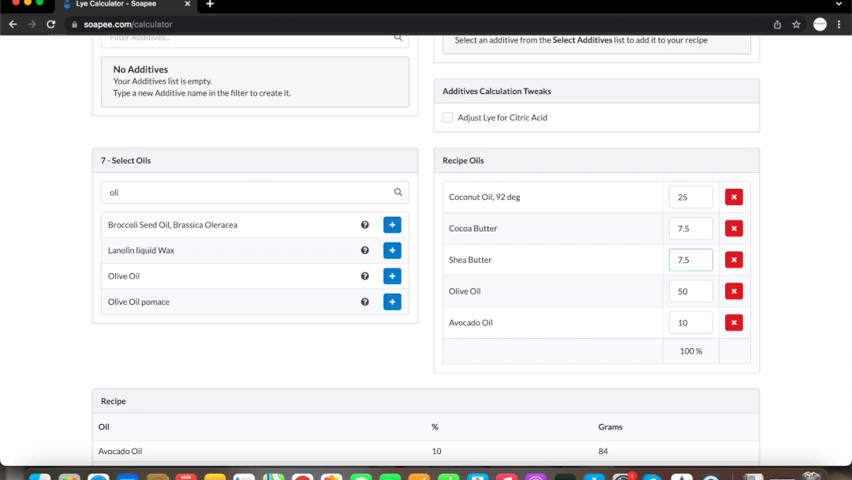 Lye Calculator - Soapee
soapee.com/calculator
Filter Additives...
Select an additive from the Select Additives list to add it to your recipe
No Additives
Your Additives list is empty.
Type a new Additive name in the filter to create it.
Additives Calculation Tweaks
Adjust Lye for Citric Acid
7 - Select Oils
oli
Broccoli Seed Oil, Brassica Oleracea
Lanolin liquid Wax
Olive Oil
Olive Oil pomace
Recipe Oils
Coconut Oil, 92 deg 25
Cocoa Butter 7.5
Shea Butter 7.5
Olive Oil 50
Avocado Oil 10
100 %
Recipe
Oil % Grams
Avocado Oil 10 84